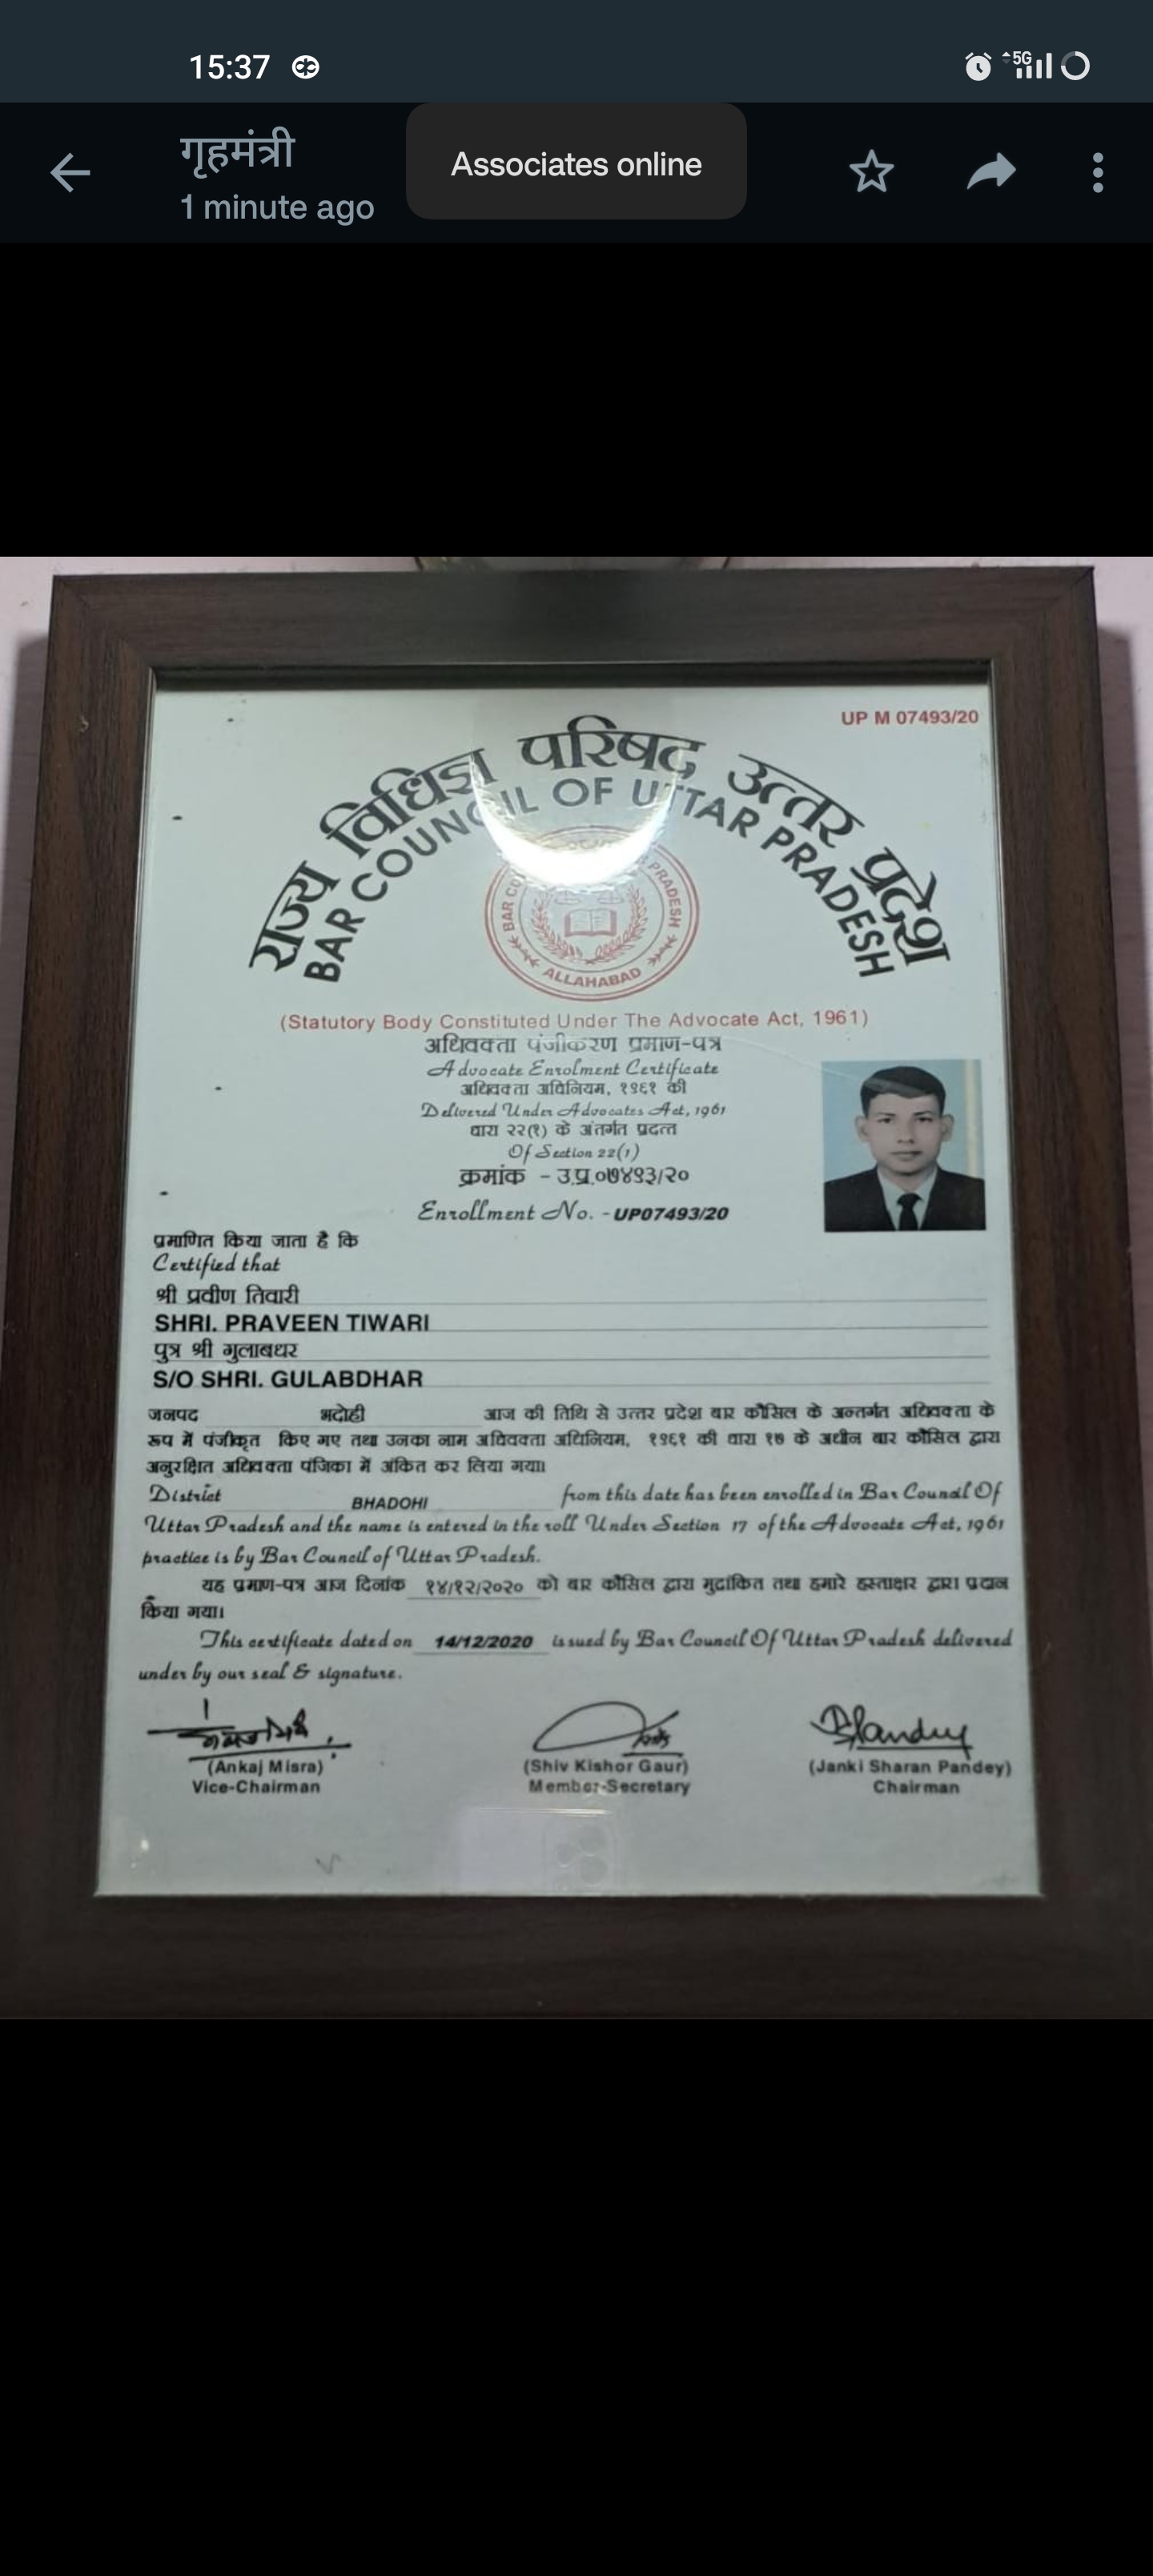 15:37
5G
गृहमंत्री
1 minute ago
Associates online
UP M 07493/20
राज्य विधिज्ञ परिषद उत्तर प्रदेश
BAR COUNCIL OF UTTAR PRADESH
BAR CO PRADESH
ALLAHABAD
(Statutory Body Constituted Under The Advocate Act, 1961)
अधिवक्ता पंजीकरण प्रमाण-पत्र
Advocate Enrolment Certificate
अधिवक्ता अधिनियम, १९६१ की
Delivered Under Advocates Act, 1961
धारा २२(१) के अंतर्गत प्रदत्त
Of Section 22(1)
क्रमांक - उ.प्र.०७४९३/२०
Enrollment No. - UP07493/20
प्रमाणित किया जाता है कि
Certified that
श्री प्रवीण तिवारी
SHRI. PRAVEEN TIWARI
पुत्र श्री गुलाबधर
S/O SHRI. GULABDHAR
जनपद भदोही आज की तिथि से उत्तर प्रदेश बार कौंसिल के अन्तर्गत अधिवक्ता के
रूप में पंजीकृत किए गए तथा उनका नाम अधिवक्ता अधिनियम, १९६१ की धारा १७ के अधीन बार कौंसिल द्वारा
अनुरक्षित अधिवक्ता पंजिका में अंकित कर लिया गया।
District BHADOHI from this date has been enrolled in Bar Council Of
Uttar Pradesh and the name is entered in the roll Under Section 17 of the Advocate Act, 1961
practice is by Bar Council of Uttar Pradesh.
यह प्रमाण-पत्र आज दिनांक १४/१२/२०२० को बार कौंसिल द्वारा मुद्रांकित तथा हमारे हस्ताक्षर द्वारा प्रदान
किया गया।
This certificate dated on 14/12/2020 issued by Bar Council Of Uttar Pradesh delivered
under by our seal & signature.
(Ankaj Misra) (Shiv Kishor Gaur) (Janki Sharan Pandey)
Vice-Chairman Member-Secretary Chairman